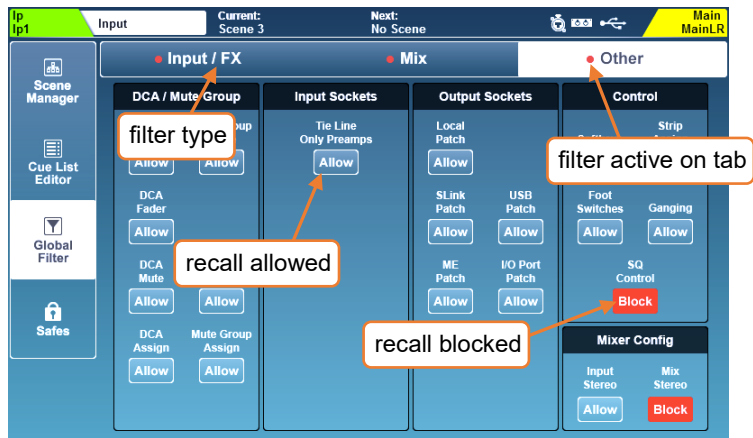 Ip
Ip1
Input
Current:
Scene 3
Next:
No Scene
Main
MainLR
Scene
Manager
Cue List
Editor
Global
Filter
Safes
Input / FX
Mix
Other
filter type
filter active on tab
recall allowed
recall blocked
DCA / Mute Group
Allow
Allow
DCA
Fader
Allow
DCA
Mute
Allow
DCA
Assign
Allow
Mute Group
Assign
Allow
Input Sockets
Tie Line
Only Preamps
Allow
Output Sockets
Local
Patch
Allow
SLink
Patch
Allow
USB
Patch
Allow
ME
Patch
Allow
I/O Port
Patch
Allow
Control
Strip
Foot
Switches
Allow
Ganging
Allow
SQ
Control
Block
Mixer Config
Input
Stereo
Allow
Mix
Stereo
Block